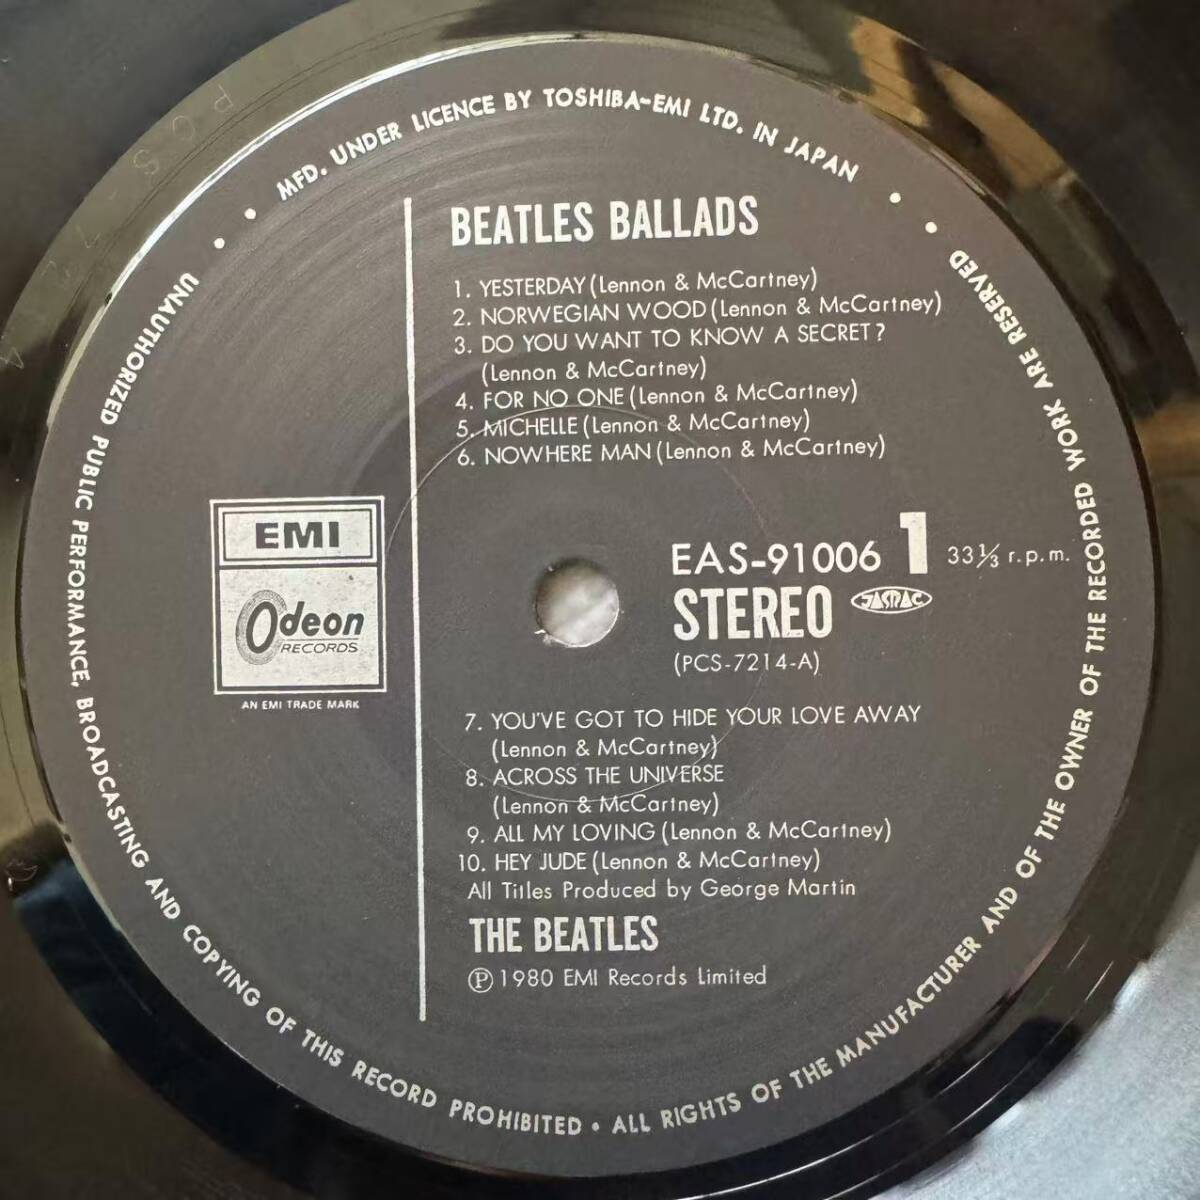 MFD. UNDER LICENCE BY TOSHIBA-EMI LTD. IN JAPAN
BEATLES BALLADS
1. YESTERDAY (Lennon & McCartney)
2. NORWEGIAN WOOD (Lennon & McCartney)
3. DO YOU WANT TO KNOW A SECRET?
(Lennon & McCartney)
4. FOR NO ONE (Lennon & McCartney)
5. MICHELLE (Lennon & McCartney)
6. NOWHERE MAN (Lennon & McCartney)
EMI
Odeon
RECORDS
AN EMI TRADE MARK
EAS-91006 1 33⅓ r.p.m.
STEREO JASRAC
(PCS-7214-A)
7. YOU'VE GOT TO HIDE YOUR LOVE AWAY
(Lennon & McCartney)
8. ACROSS THE UNIVERSE
(Lennon & McCartney)
9. ALL MY LOVING (Lennon & McCartney)
10. HEY JUDE (Lennon & McCartney)
All Titles Produced by George Martin
THE BEATLES
℗ 1980 EMI Records Limited
UNAUTHORIZED PUBLIC PERFORMANCE, BROADCASTING AND COPYING OF THIS RECORD PROHIBITED • ALL RIGHTS OF THE MANUFACTURER AND OF THE OWNER OF THE RECORDED WORK ARE RESERVED